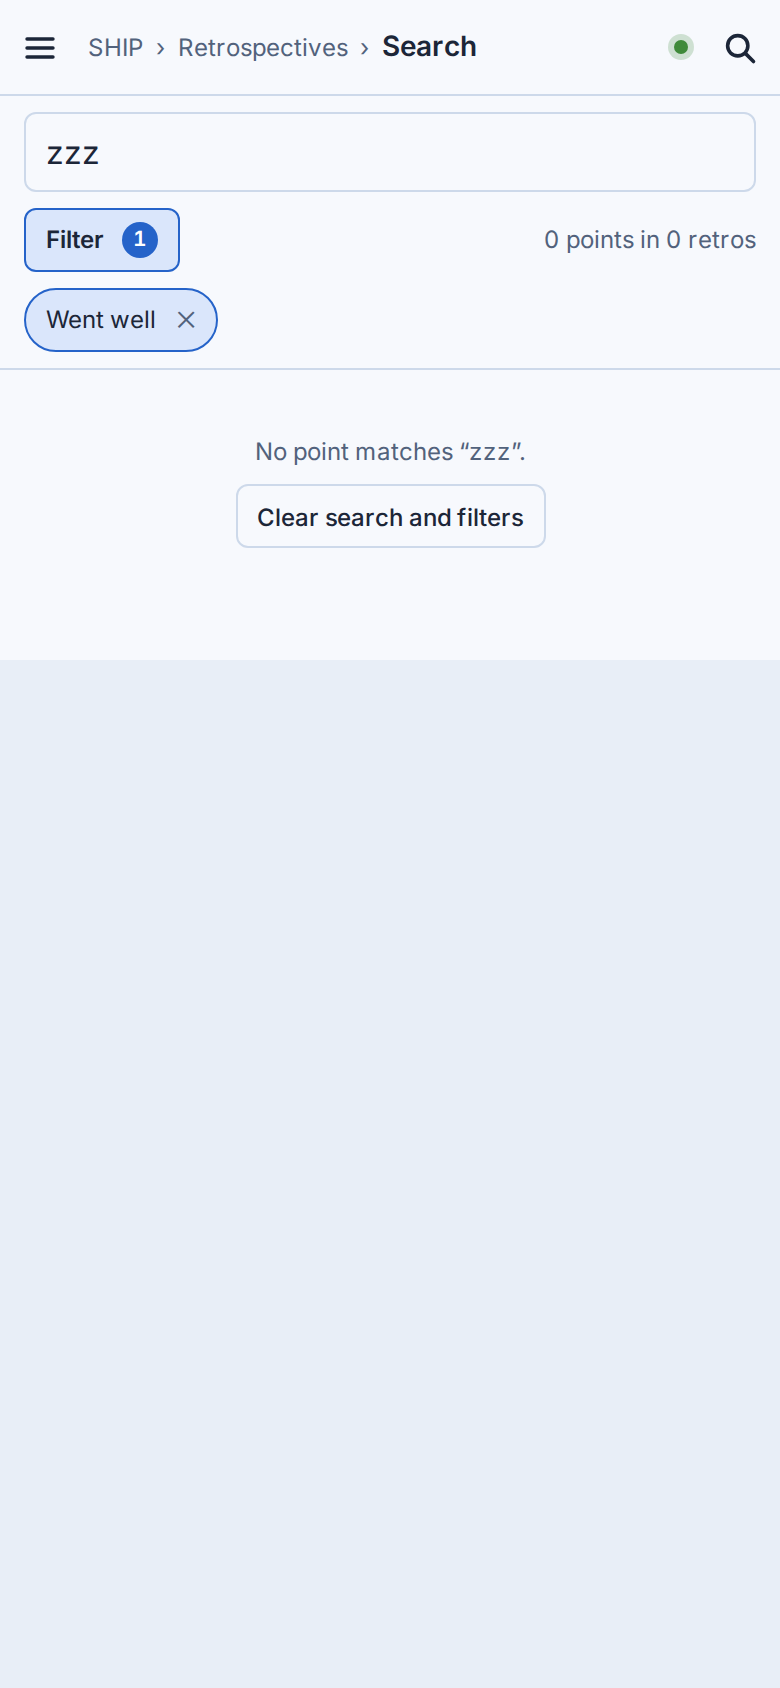 SHIP › Retrospectives › Search
zzz
Filter 1
0 points in 0 retros
Went well
No point matches “zzz”.
Clear search and filters